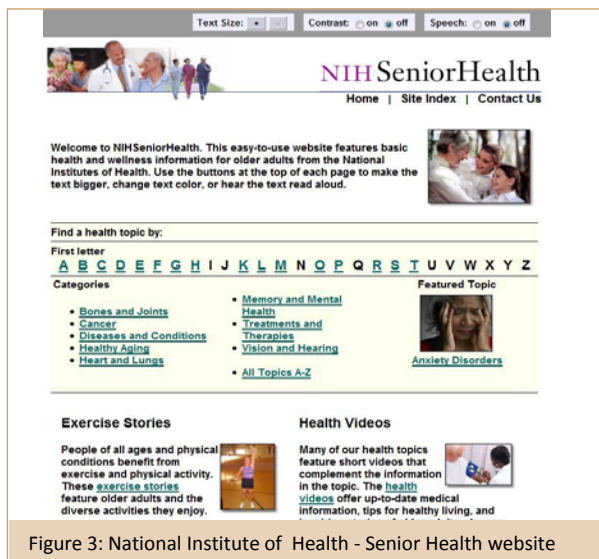 Text Size: + -   Contrast: on off   Speech: on off
NIHSeniorHealth
Home | Site Index | Contact Us
Welcome to NIHSeniorHealth. This easy-to-use website features basic
health and wellness information for older adults from the National
Institutes of Health. Use the buttons at the top of each page to make the
text bigger, change text color, or hear the text read aloud.
Find a health topic by:
First letter
A B C D E F G H I J K L M N O P Q R S T U V W X Y Z
Categories
• Bones and Joints
• Cancer
• Diseases and Conditions
• Healthy Aging
• Heart and Lungs
• Memory and Mental
Health
• Treatments and
Therapies
• Vision and Hearing
• All Topics A-Z
Featured Topic
Anxiety Disorders
Exercise Stories
People of all ages and physical
conditions benefit from
exercise and physical activity.
These exercise stories
feature older adults and the
diverse activities they enjoy.
Health Videos
Many of our health topics
feature short videos that
complement the information
in the topic. The health
videos offer up-to-date medical
information, tips for healthy living, and
Figure 3: National Institute of Health - Senior Health website